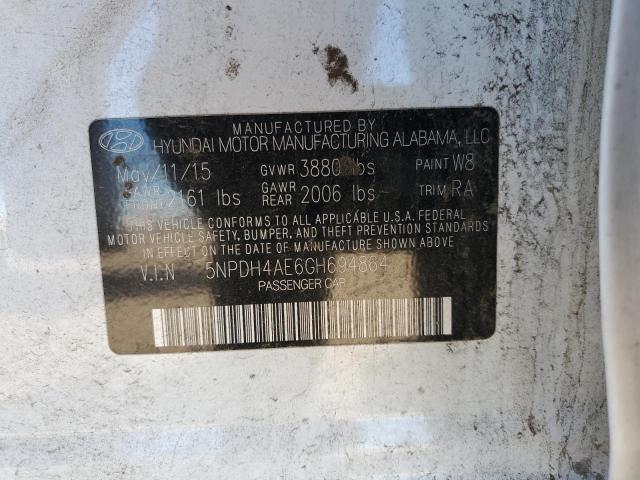 MANUFACTURED BY
HYUNDAI MOTOR MANUFACTURING ALABAMA, LLC
May/11/15 GVWR 3880 lbs PAINT W8
GAWR FRONT 2161 lbs GAWR REAR 2006 lbs TRIM RA
THIS VEHICLE CONFORMS TO ALL APPLICABLE U.S.A. FEDERAL
MOTOR VEHICLE SAFETY, BUMPER, AND THEFT PREVENTION
STANDARDS IN EFFECT ON THE DATE OF MANUFACTURE SHOWN ABOVE.
V.I.N 5NPDH4AE6GH694864
PASSENGER CAR